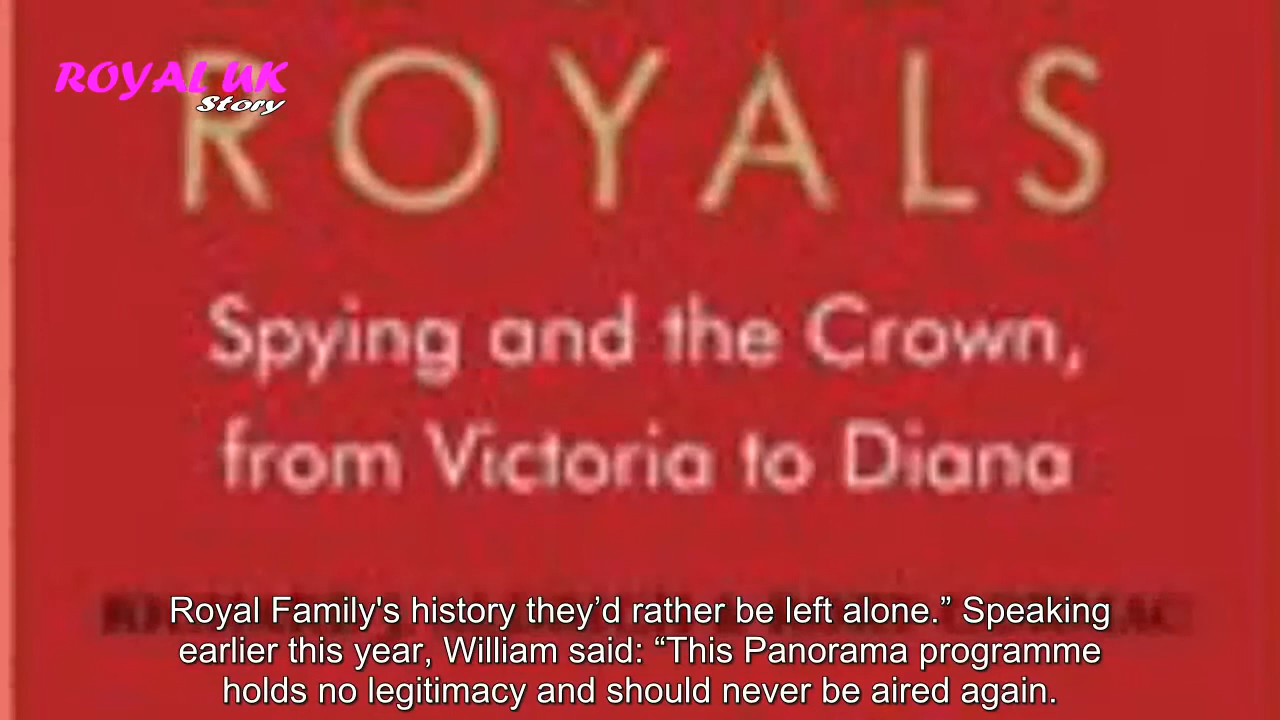 ROYAL UK
Story
ROYALS
Spying and the Crown,
from Victoria to Diana
Royal Family's history they’d rather be left alone.” Speaking
earlier this year, William said: “This Panorama programme
holds no legitimacy and should never be aired again.